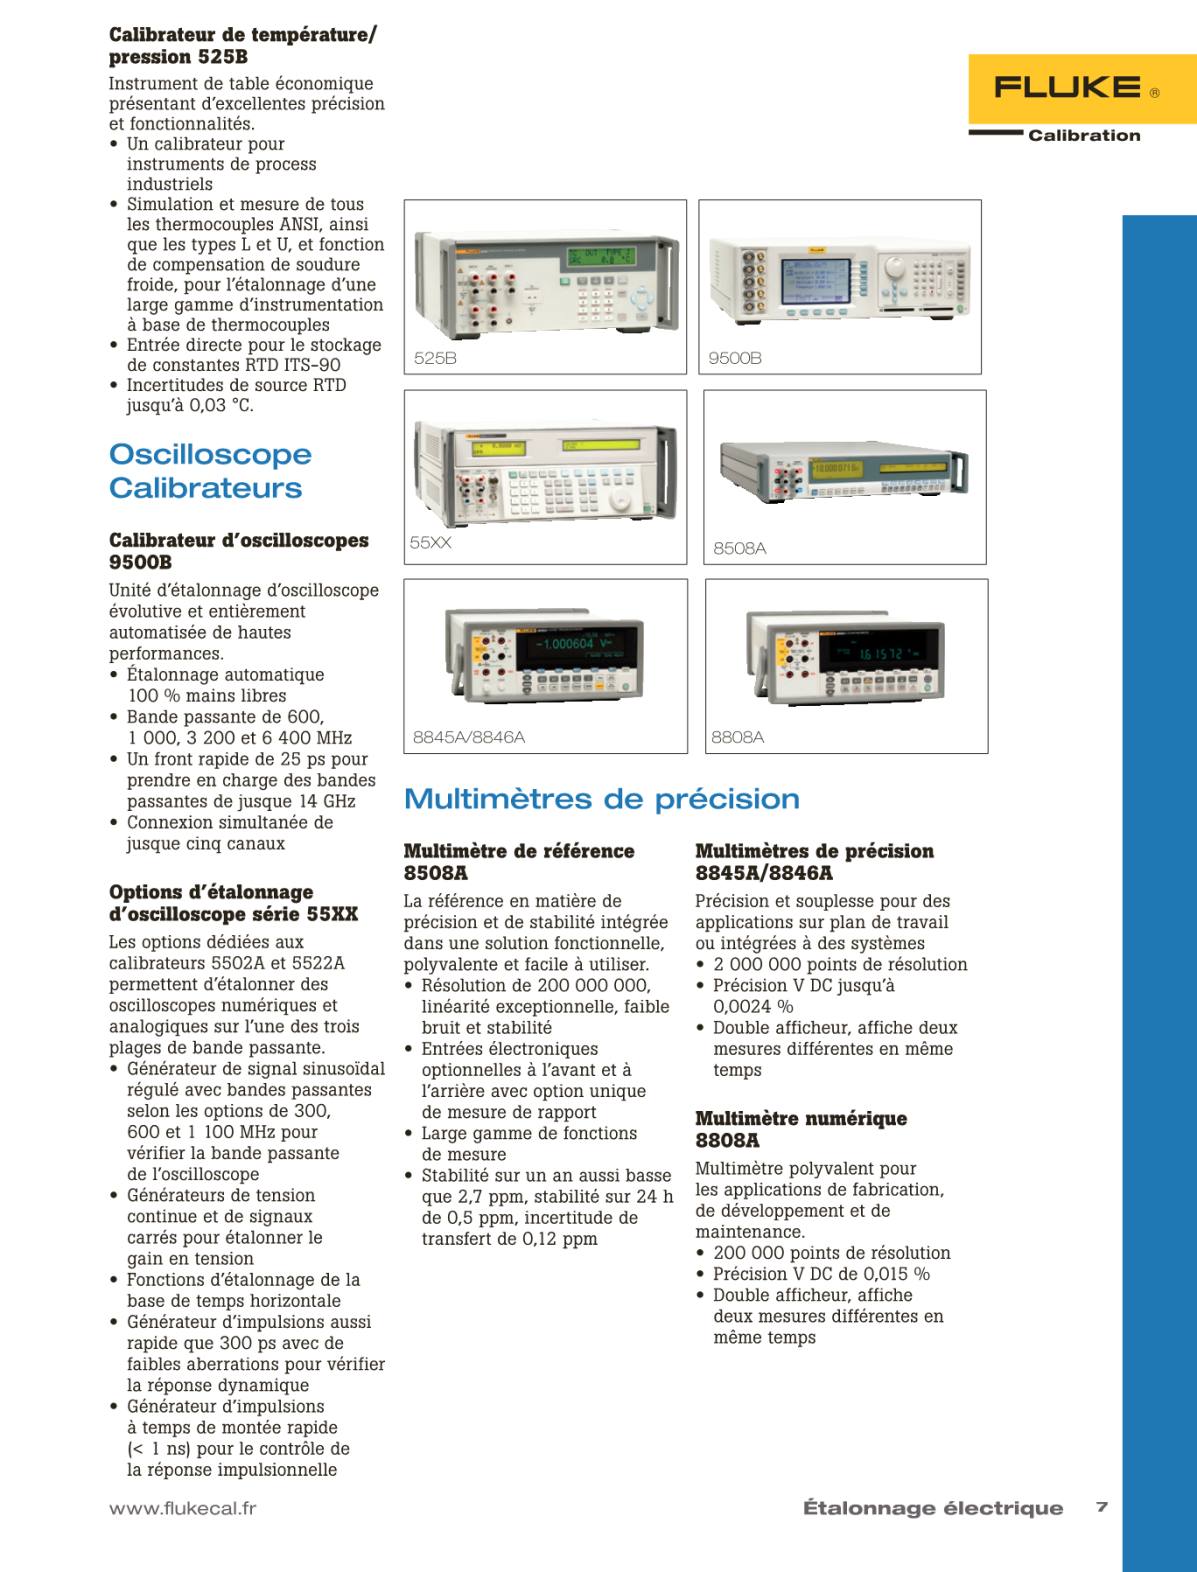 Calibrateur de température/
pression 525B
Instrument de table économique
présentant d'excellentes précision
et fonctionnalités.
• Un calibrateur pour
instruments de process
industriels
• Simulation et mesure de tous
les thermocouples ANSI, ainsi
que les types L et U, et fonction
de compensation de soudure
froide, pour l'étalonnage d'une
large gamme d'instrumentation
à base de thermocouples
• Entrée directe pour le stockage
de constantes RTD ITS-90
• Incertitudes de source RTD
jusqu'à 0,03 °C.
Oscilloscope
Calibrateurs
Calibrateur d'oscilloscopes
9500B
Unité d'étalonnage d'oscilloscope
évolutive et entièrement
automatisée de hautes
performances.
• Étalonnage automatique
100 % mains libres
• Bande passante de 600,
1 000, 3 200 et 6 400 MHz
• Un front rapide de 25 ps pour
prendre en charge des bandes
passantes de jusque 14 GHz
• Connexion simultanée de
jusque cinq canaux
Options d'étalonnage
d'oscilloscope série 55XX
Les options dédiées aux
calibrateurs 5502A et 5522A
permettent d'étalonner des
oscilloscopes numériques et
analogiques sur l'une des trois
plages de bande passante.
• Générateur de signal sinusoïdal
régulé avec bandes passantes
selon les options de 300,
600 et 1 100 MHz pour
vérifier la bande passante
de l'oscilloscope
• Générateurs de tension
continue et de signaux
carrés pour étalonner le
gain en tension
• Fonctions d'étalonnage de la
base de temps horizontale
• Générateur d'impulsions aussi
rapide que 300 ps avec de
faibles aberrations pour vérifier
la réponse dynamique
• Générateur d'impulsions
à temps de montée rapide
(< 1 ns) pour le contrôle de
la réponse impulsionnelle
FLUKE ®
Calibration
525B
9500B
55XX
8508A
-1.000604 V
8845A/8846A
1.61572
8808A
Multimètres de précision
Multimètre de référence
8508A
La référence en matière de
précision et de stabilité intégrée
dans une solution fonctionnelle,
polyvalente et facile à utiliser.
• Résolution de 200 000 000,
linéarité exceptionnelle, faible
bruit et stabilité
• Entrées électroniques
optionnelles à l'avant et à
l'arrière avec option unique
de mesure de rapport
• Large gamme de fonctions
de mesure
• Stabilité sur un an aussi basse
que 2,7 ppm, stabilité sur 24 h
de 0,5 ppm, incertitude de
transfert de 0,12 ppm
Multimètres de précision
8845A/8846A
Précision et souplesse pour des
applications sur plan de travail
ou intégrées à des systèmes
• 2 000 000 points de résolution
• Précision V DC jusqu'à
0,0024 %
• Double afficheur, affiche deux
mesures différentes en même
temps
Multimètre numérique
8808A
Multimètre polyvalent pour
les applications de fabrication,
de développement et de
maintenance.
• 200 000 points de résolution
• Précision V DC de 0,015 %
• Double afficheur, affiche
deux mesures différentes en
même temps
www.flukecal.fr
Étalonnage électrique 7